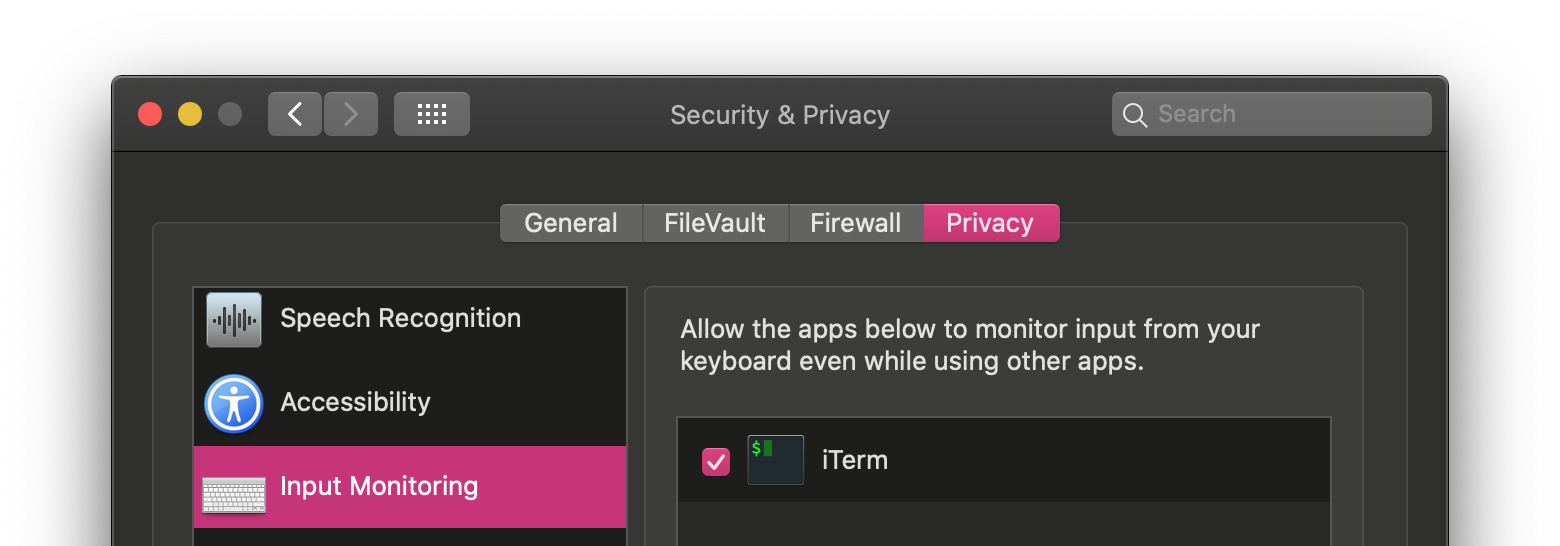 Security & Privacy
Search
General
FileVault
Firewall
Privacy
Speech Recognition
Accessibility
Input Monitoring
Allow the apps below to monitor input from your
keyboard even while using other apps.
$
iTerm